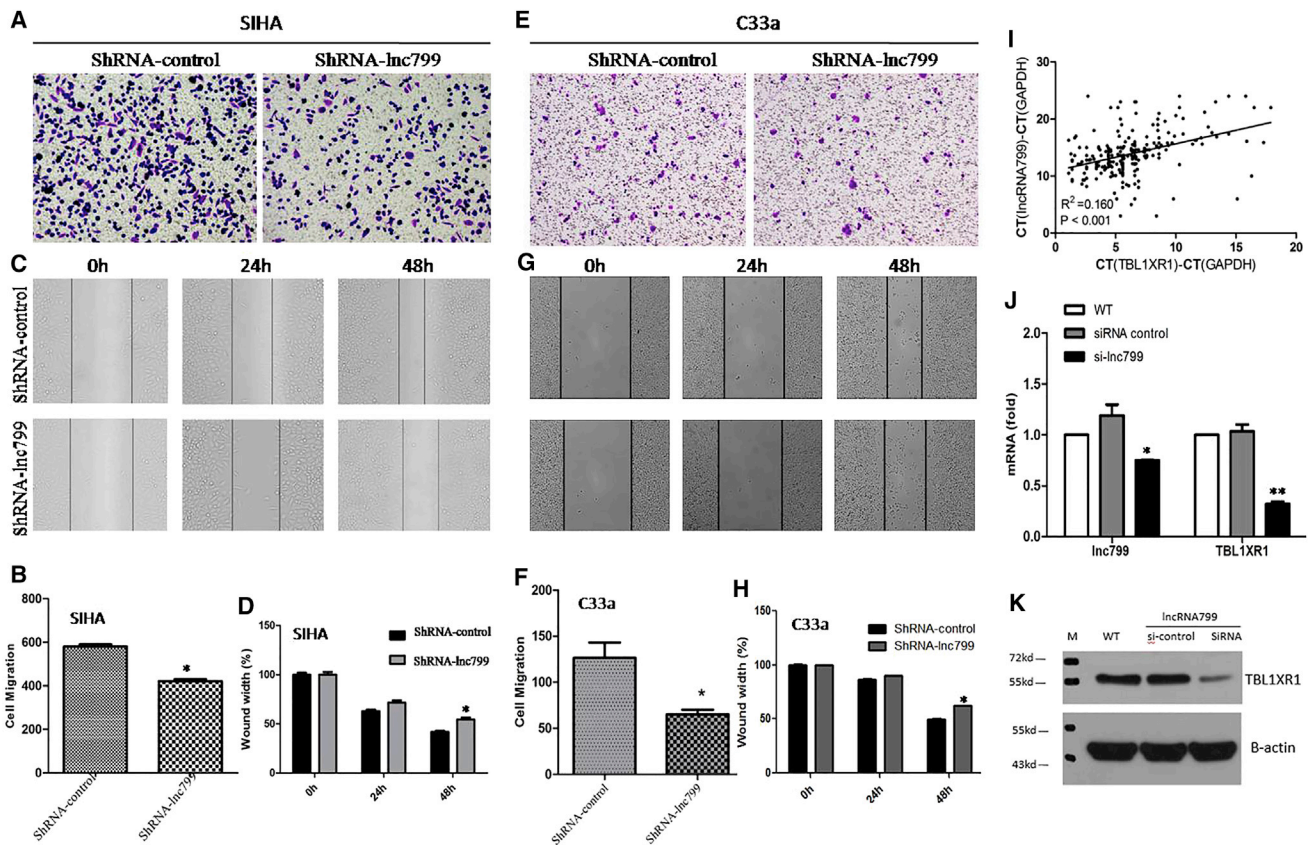 A
SIHA
ShRNA-control ShRNA-lnc799
C
0h 24h 48h
ShRNA-control
ShRNA-lnc799
B
SIHA
Cell Migration
800
600
400
200
0
*
ShRNA-control ShRNA-lnc799
D
SIHA
ShRNA-control
ShRNA-lnc799
Wound width (%)
150
100
50
0
*
0h 24h 48h
E
C33a
ShRNA-control ShRNA-lnc799
G
0h 24h 48h
F
C33a
Cell Migration
200
150
100
50
0
*
ShRNA-control ShRNA-lnc799
H
C33a
ShRNA-control
ShRNA-lnc799
Wound width (%)
150
100
50
0
*
0h 24h 48h
I
CT(lncRNA799)-CT(GAPDH)
30
20
10
0
R2 =0.160
P < 0.001
0 5 10 15 20
CT(TBL1XR1)-CT(GAPDH)
J
WT
siRNA control
si-lnc799
mRNA (fold)
2.0
1.5
1.0
0.5
0.0
*
**
lnc799 TBL1XR1
K
lncRNA799
M WT si-control SiRNA
72kd
55kd
TBL1XR1
55kd
43kd
B-actin